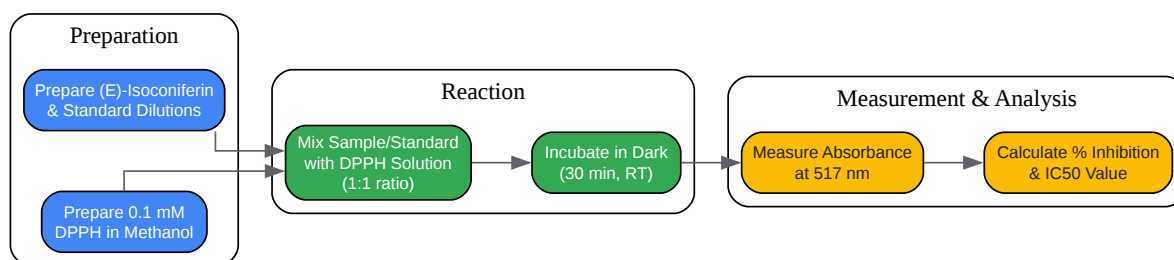 Preparation
Prepare (E)-Isoconiferin
& Standard Dilutions
Prepare 0.1 mM
DPPH in Methanol
Reaction
Mix Sample/Standard
with DPPH Solution
(1:1 ratio)
Incubate in Dark
(30 min, RT)
Measurement & Analysis
Measure Absorbance
at 517 nm
Calculate % Inhibition
& IC50 Value